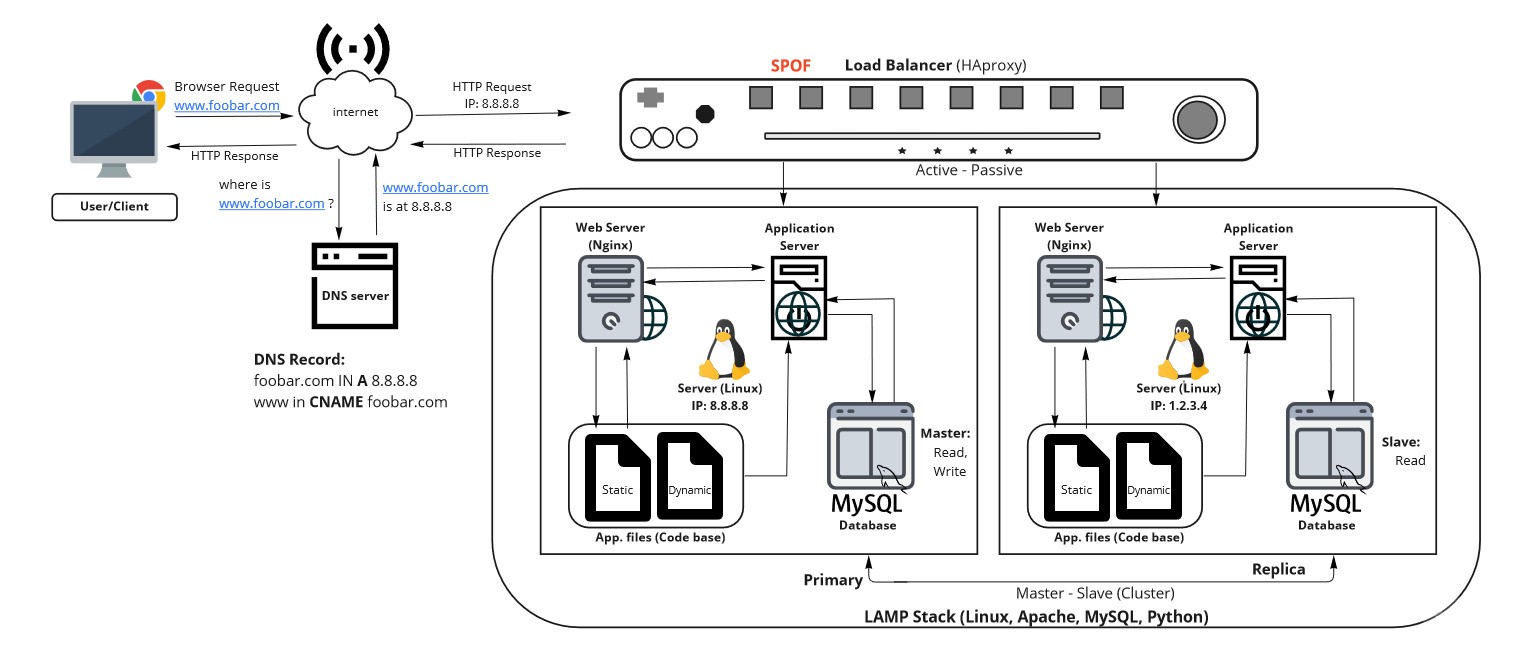 SPOF
Load Balancer (HAproxy)
Browser Request
www.foobar.com
HTTP Request
IP: 8.8.8.8
internet
HTTP Response
HTTP Response
Active - Passive
where is
www.foobar.com ?
www.foobar.com
is at 8.8.8.8
User/Client
DNS server
DNS Record:
foobar.com IN A 8.8.8.8
www in CNAME foobar.com
Web Server
(Nginx)
Application
Server
Server (Linux)
IP: 8.8.8.8
Master:
Read,
Write
Static
Dynamic
MySQL
Database
App. files (Code base)
Web Server
(Nginx)
Application
Server
Server (Linux)
IP: 1.2.3.4
Slave:
Read
Static
Dynamic
MySQL
Database
App. files (Code base)
Primary
Replica
Master - Slave (Cluster)
LAMP Stack (Linux, Apache, MySQL, Python)